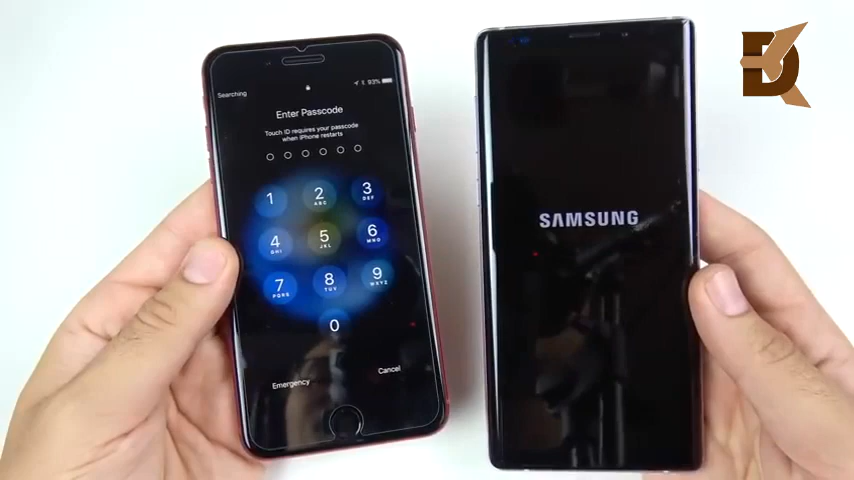 Searching
93%
Enter Passcode
Touch ID requires your passcode
when iPhone restarts
1
2
ABC
3
DEF
4
GHI
5
JKL
6
MNO
7
PQRS
8
TUV
9
WXYZ
0
Emergency
Cancel
SAMSUNG
D